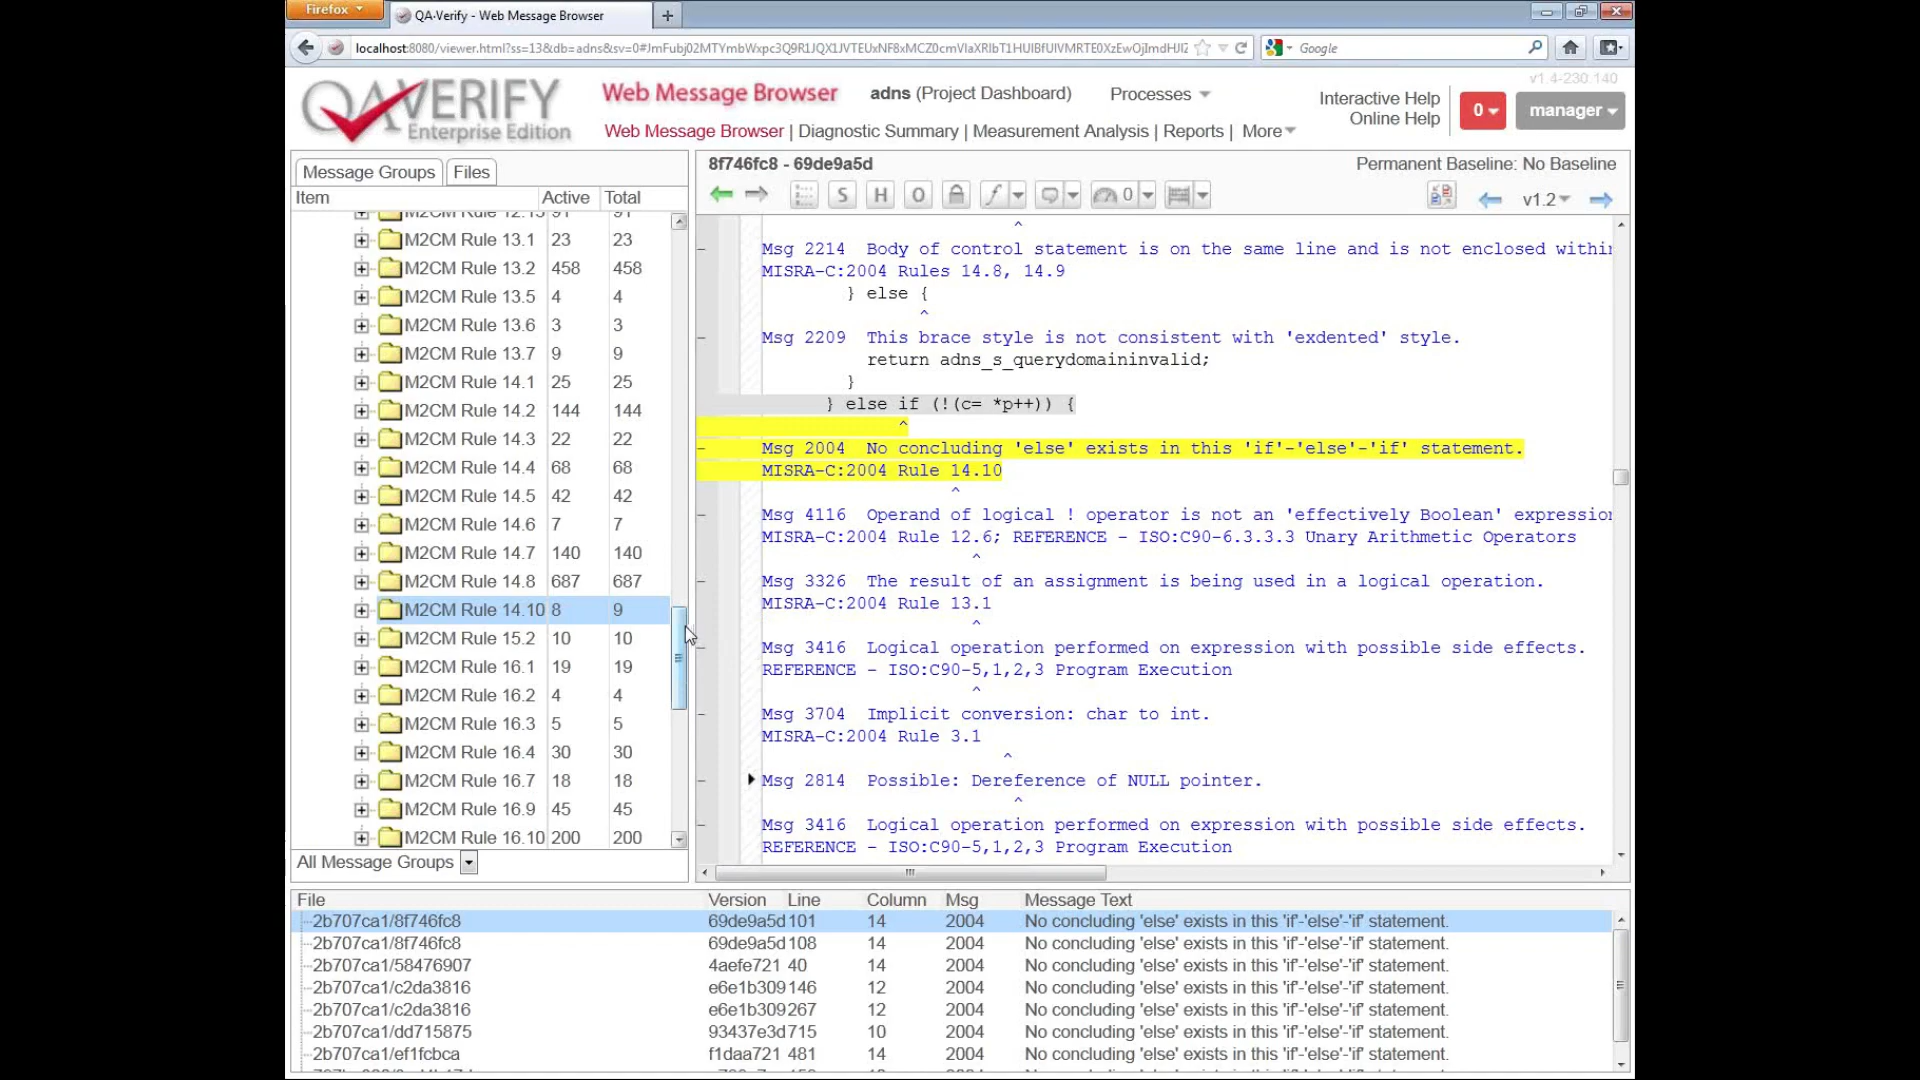 Firefox
QA-Verify - Web Message Browser
Google
v1.4-230.140
QAVERIFY
Enterprise Edition
Web Message Browser
adns (Project Dashboard)
Processes
Web Message Browser | Diagnostic Summary | Measurement Analysis | Reports | More
Interactive Help
Online Help
0
manager
Message Groups
Files
8f746fc8 - 69de9a5d
Permanent Baseline: No Baseline
Item Active Total
S H O f 0
v1.2
M2CM Rule 13.1 23 23
M2CM Rule 13.2 458 458
M2CM Rule 13.5 4 4
M2CM Rule 13.6 3 3
M2CM Rule 13.7 9 9
M2CM Rule 14.1 25 25
M2CM Rule 14.2 144 144
M2CM Rule 14.3 22 22
M2CM Rule 14.4 68 68
M2CM Rule 14.5 42 42
M2CM Rule 14.6 7 7
M2CM Rule 14.7 140 140
M2CM Rule 14.8 687 687
M2CM Rule 14.10 8 9
M2CM Rule 15.2 10 10
M2CM Rule 16.1 19 19
M2CM Rule 16.2 4 4
M2CM Rule 16.3 5 5
M2CM Rule 16.4 30 30
M2CM Rule 16.7 18 18
M2CM Rule 16.9 45 45
M2CM Rule 16.10 200 200
All Message Groups
^
Msg 2214 Body of control statement is on the same line and is not enclosed within
MISRA-C:2004 Rules 14.8, 14.9
} else {
^
Msg 2209 This brace style is not consistent with 'exdented' style.
return adns_s_querydomaininvalid;
}
} else if (!(c= *p++)) {
^
Msg 2004 No concluding 'else' exists in this 'if'-'else'-'if' statement.
MISRA-C:2004 Rule 14.10
^
Msg 4116 Operand of logical ! operator is not an 'effectively Boolean' expression
MISRA-C:2004 Rule 12.6; REFERENCE - ISO:C90-6.3.3.3 Unary Arithmetic Operators
^
Msg 3326 The result of an assignment is being used in a logical operation.
MISRA-C:2004 Rule 13.1
^
Msg 3416 Logical operation performed on expression with possible side effects.
REFERENCE - ISO:C90-5,1,2,3 Program Execution
^
Msg 3704 Implicit conversion: char to int.
MISRA-C:2004 Rule 3.1
^
Msg 2814 Possible: Dereference of NULL pointer.
^
Msg 3416 Logical operation performed on expression with possible side effects.
REFERENCE - ISO:C90-5,1,2,3 Program Execution
File Version Line Column Msg Message Text
2b707ca1/8f746fc8 69de9a5d 101 14 2004 No concluding 'else' exists in this 'if'-'else'-'if' statement.
2b707ca1/8f746fc8 69de9a5d 108 14 2004 No concluding 'else' exists in this 'if'-'else'-'if' statement.
2b707ca1/58476907 4aefe721 40 14 2004 No concluding 'else' exists in this 'if'-'else'-'if' statement.
2b707ca1/c2da3816 e6e1b309 146 12 2004 No concluding 'else' exists in this 'if'-'else'-'if' statement.
2b707ca1/c2da3816 e6e1b309 267 12 2004 No concluding 'else' exists in this 'if'-'else'-'if' statement.
2b707ca1/dd715875 93437e3d 715 10 2004 No concluding 'else' exists in this 'if'-'else'-'if' statement.
2b707ca1/ef1fcbca f1daa721 481 14 2004 No concluding 'else' exists in this 'if'-'else'-'if' statement.